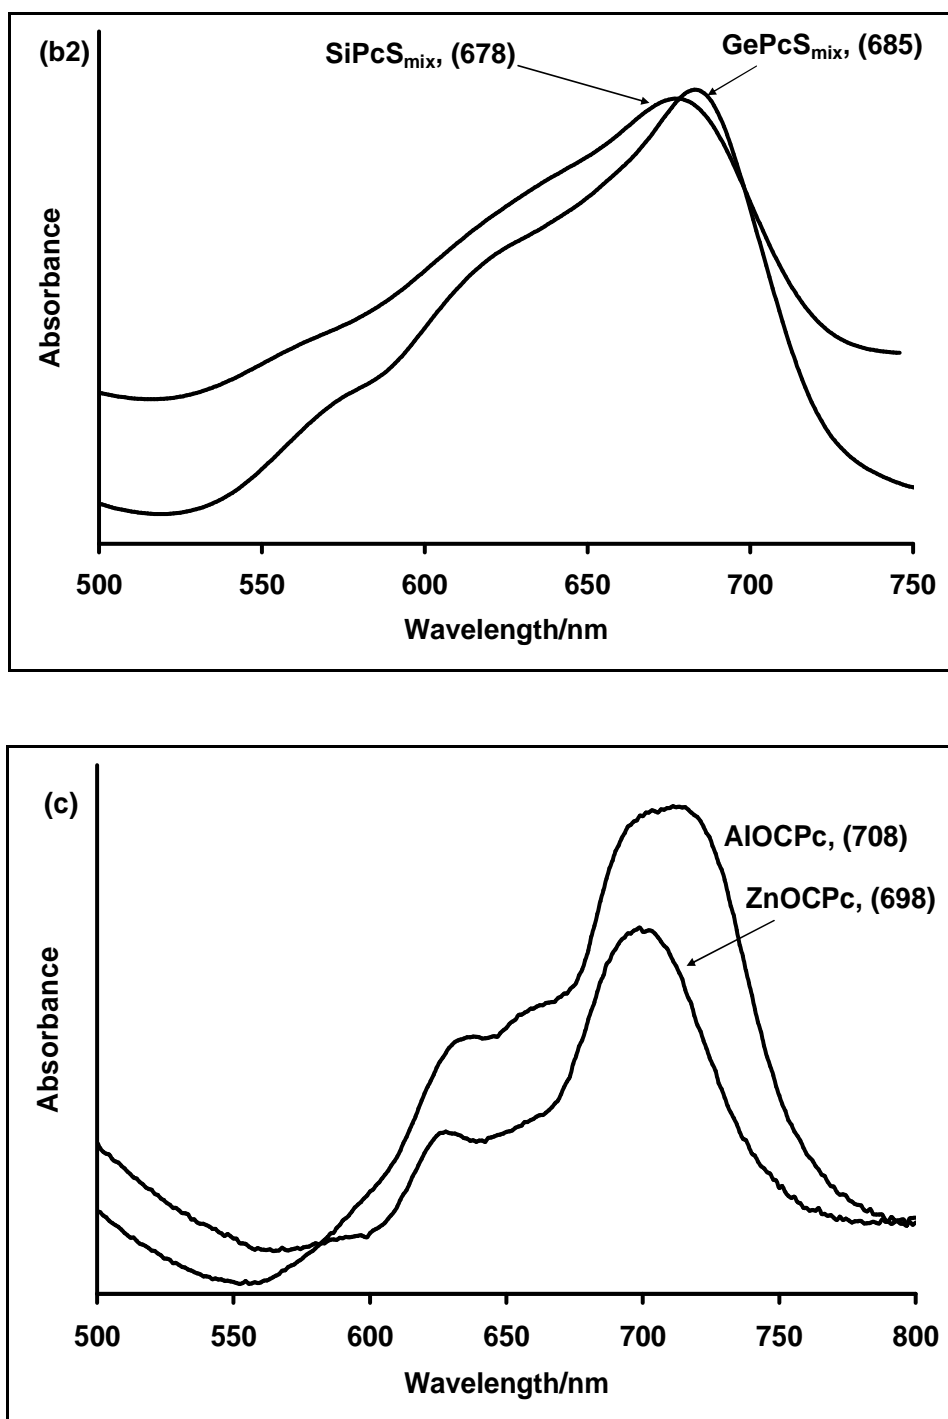 (b2)
SiPcSmix, (678)
GePcSmix, (685)
Absorbance
500 550 600 650 700 750
Wavelength/nm
(c)
AlOCPc, (708)
ZnOCPc, (698)
Absorbance
500 550 600 650 700 750 800
Wavelength/nm